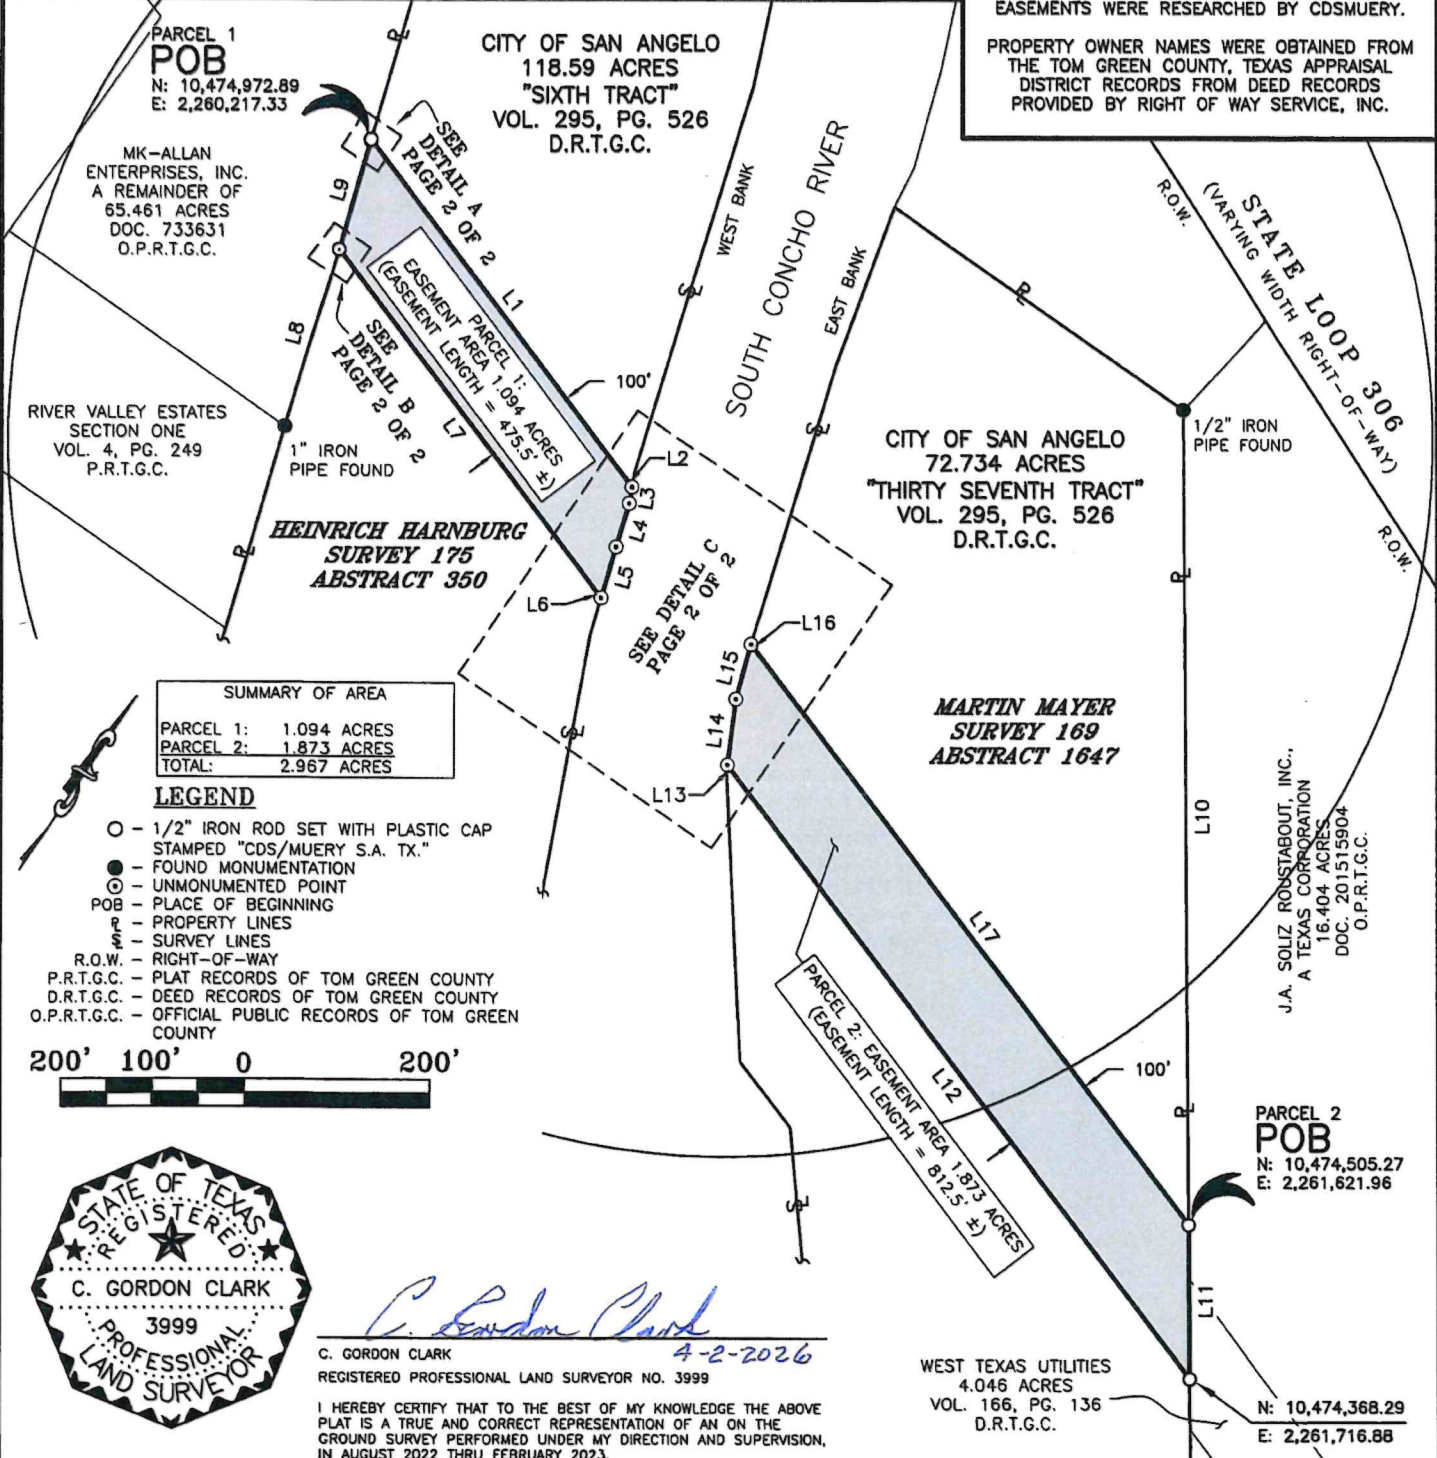 EASEMENTS WERE RESEARCHED BY CDSMUERY.
PROPERTY OWNER NAMES WERE OBTAINED FROM
THE TOM GREEN COUNTY, TEXAS APPRAISAL
DISTRICT RECORDS FROM DEED RECORDS
PROVIDED BY RIGHT OF WAY SERVICE, INC.
PARCEL 1
POB
N: 10,474,972.89
E: 2,260,217.33
CITY OF SAN ANGELO
118.59 ACRES
"SIXTH TRACT"
VOL. 295, PG. 526
D.R.T.G.C.
MK-ALLAN
ENTERPRISES, INC.
A REMAINDER OF
65.461 ACRES
DOC. 733631
O.P.R.T.G.C.
SEE
DETAIL A
PAGE 2 OF 2
L9
L1
PARCEL 1:
EASEMENT AREA 1.094 ACRES
(EASEMENT LENGTH = 475.5' ±)
L8
SEE
DETAIL B
PAGE 2 OF 2
L7
100'
WEST BANK
SOUTH CONCHO RIVER
EAST BANK
R.O.W.
STATE LOOP 306
(VARYING WIDTH RIGHT-OF-WAY)
R.O.W.
RIVER VALLEY ESTATES
SECTION ONE
VOL. 4, PG. 249
P.R.T.G.C.
1" IRON
PIPE FOUND
1/2" IRON
PIPE FOUND
CITY OF SAN ANGELO
72.734 ACRES
"THIRTY SEVENTH TRACT"
VOL. 295, PG. 526
D.R.T.G.C.
L2
L3
L4
L5
L6
HEINRICH HARNBURG
SURVEY 175
ABSTRACT 350
SEE DETAIL C
PAGE 2 OF 2
L16
L15
L14
L13
MARTIN MAYER
SURVEY 169
ABSTRACT 1647
SUMMARY OF AREA
PARCEL 1: 1.094 ACRES
PARCEL 2: 1.873 ACRES
TOTAL: 2.967 ACRES
LEGEND
- 1/2" IRON ROD SET WITH PLASTIC CAP
STAMPED "CDS/MUERY S.A. TX."
- FOUND MONUMENTATION
- UNMONUMENTED POINT
POB - PLACE OF BEGINNING
- PROPERTY LINES
- SURVEY LINES
R.O.W. - RIGHT-OF-WAY
P.R.T.G.C. - PLAT RECORDS OF TOM GREEN COUNTY
D.R.T.G.C. - DEED RECORDS OF TOM GREEN COUNTY
O.P.R.T.G.C. - OFFICIAL PUBLIC RECORDS OF TOM GREEN
COUNTY
200' 100' 0 200'
L10
J.A. SOLIZ ROUSTABOUT, INC.,
A TEXAS CORPORATION
16.404 ACRES
DOC. 201515904
O.P.R.T.G.C.
L17
L12
100'
PARCEL 2: EASEMENT AREA 1.873 ACRES
(EASEMENT LENGTH = 812.5' ±)
PARCEL 2
POB
N: 10,474,505.27
E: 2,261,621.96
L11
STATE OF TEXAS
REGISTERED
C. GORDON CLARK
3999
PROFESSIONAL
LAND SURVEYOR
C. Gordon Clark
4-2-2026
C. GORDON CLARK
REGISTERED PROFESSIONAL LAND SURVEYOR NO. 3999
I HEREBY CERTIFY THAT TO THE BEST OF MY KNOWLEDGE THE ABOVE
PLAT IS A TRUE AND CORRECT REPRESENTATION OF AN ON THE
GROUND SURVEY PERFORMED UNDER MY DIRECTION AND SUPERVISION,
IN AUGUST 2022 THRU FEBRUARY 2023.
WEST TEXAS UTILITIES
4.046 ACRES
VOL. 166, PG. 136
D.R.T.G.C.
N: 10,474,368.29
E: 2,261,716.88